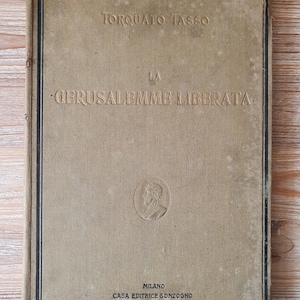 TORQUATO TASSO
LA
GERUSALEMME LIBERATA
MILANO
CASA EDITRICE SONZOGNO